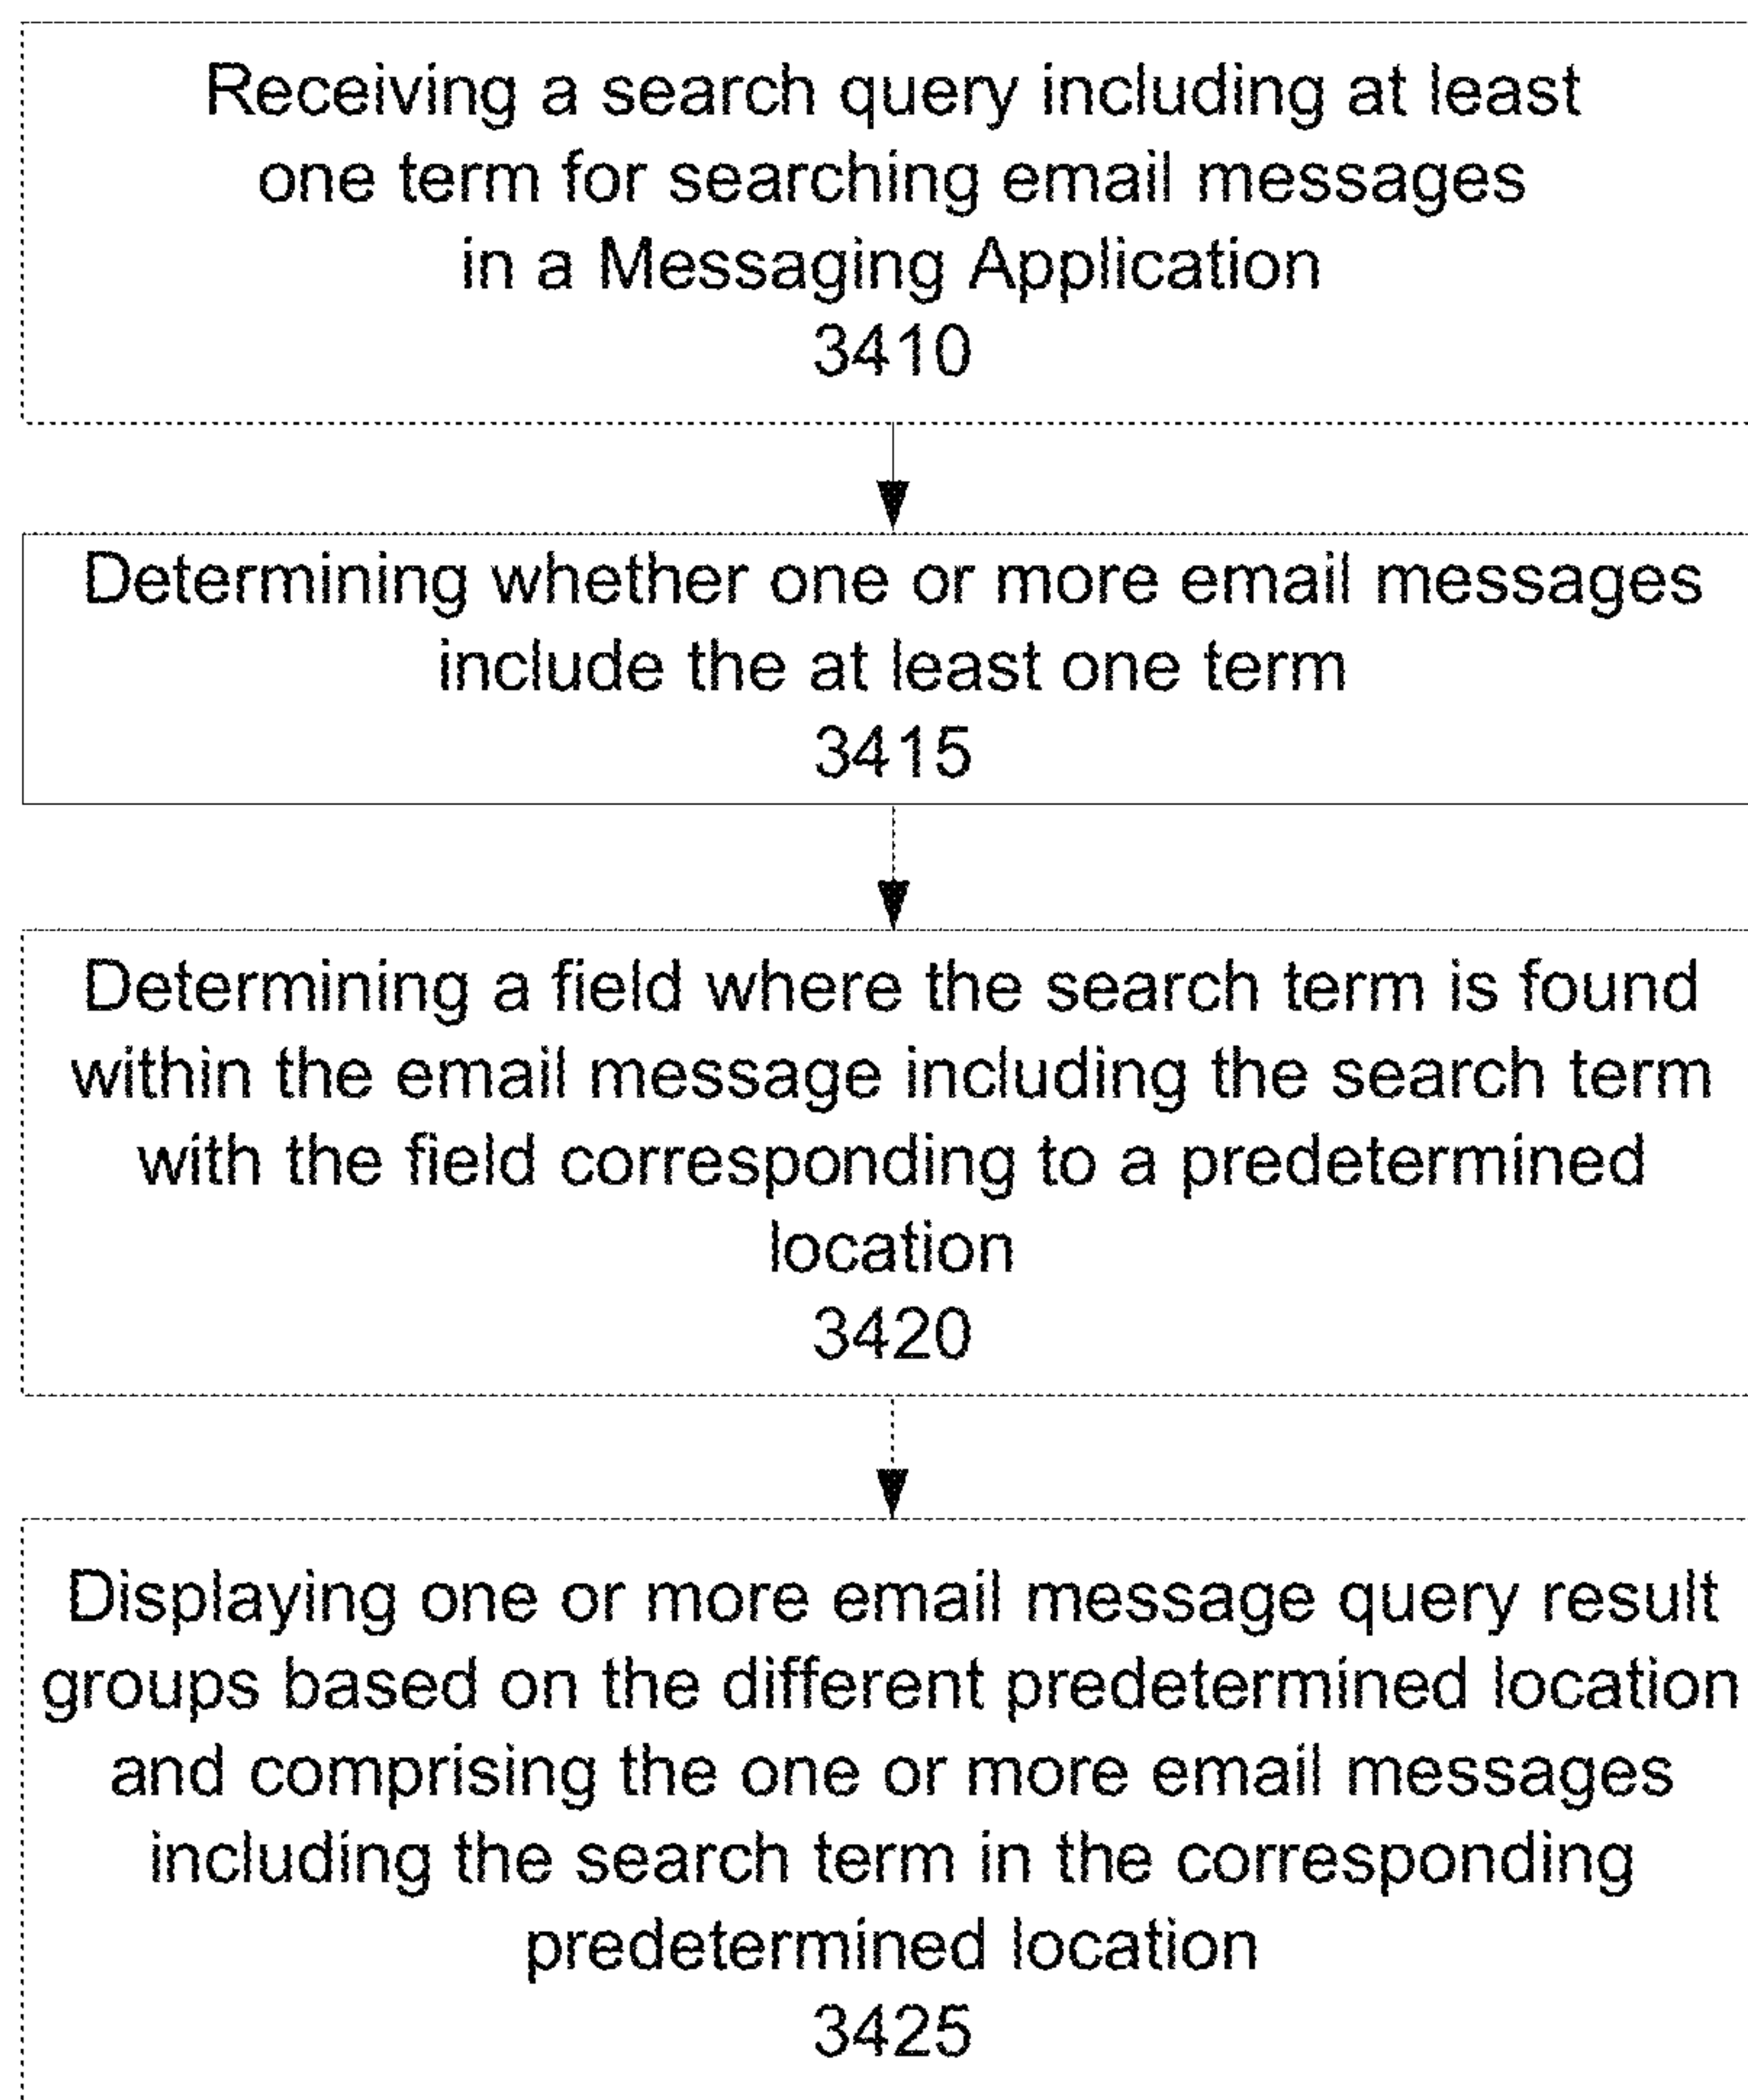 Receiving a search query including at least
one term for searching email messages
in a Messaging Application
3410
Determining whether one or more email messages
include the at least one term
3415
Determining a field where the search term is found
within the email message including the search term
with the field corresponding to a predetermined
location
3420
Displaying one or more email message query result
groups based on the different predetermined location
and comprising the one or more email messages
including the search term in the corresponding
predetermined location
3425